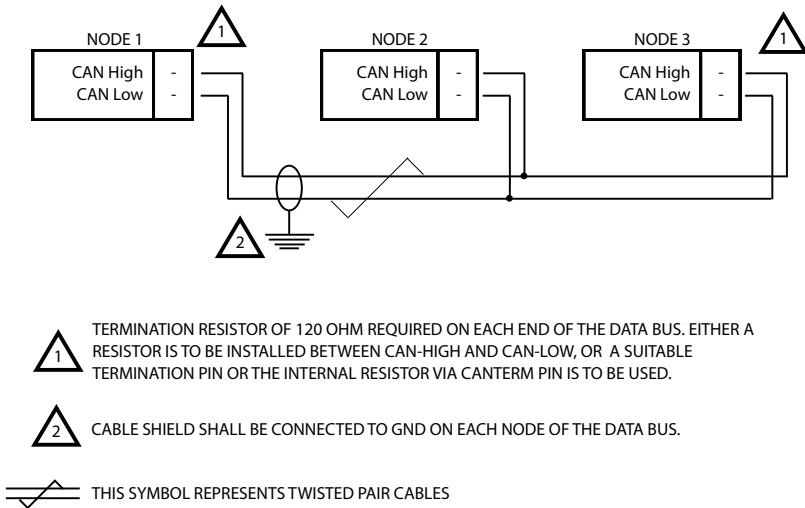 1
1
NODE 1
NODE 2
NODE 3
CAN High -
CAN Low -
CAN High -
CAN Low -
CAN High -
CAN Low -
2
1
TERMINATION RESISTOR OF 120 OHM REQUIRED ON EACH END OF THE DATA BUS. EITHER A
RESISTOR IS TO BE INSTALLED BETWEEN CAN-HIGH AND CAN-LOW, OR A SUITABLE
TERMINATION PIN OR THE INTERNAL RESISTOR VIA CANTERM PIN IS TO BE USED.
2
CABLE SHIELD SHALL BE CONNECTED TO GND ON EACH NODE OF THE DATA BUS.
THIS SYMBOL REPRESENTS TWISTED PAIR CABLES